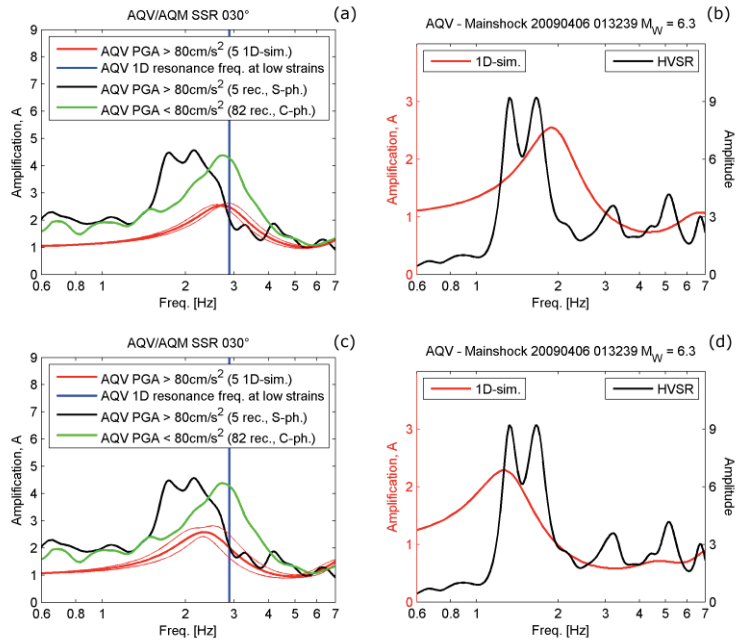 AQV/AQM SSR 030°
(a)
AQV PGA > 80cm/s² (5 1D-sim.)
AQV 1D resonance freq. at low strains
AQV PGA > 80cm/s² (5 rec., S-ph.)
AQV PGA < 80cm/s² (82 rec., C-ph.)
Amplification, A
9
8
7
6
5
4
3
2
1
0
0.6 0.8 1 2 3 4 5 6 7
Freq. [Hz]
(b)
AQV - Mainshock 20090406 013239 M_W = 6.3
1D-sim.
HVSR
Amplification, A
3
2
1
0
9
6
3
0
Amplitude
0.6 0.8 1 2 3 4 5 6 7
Freq. [Hz]
AQV/AQM SSR 030°
(c)
AQV PGA > 80cm/s² (5 1D-sim.)
AQV 1D resonance freq. at low strains
AQV PGA > 80cm/s² (5 rec., S-ph.)
AQV PGA < 80cm/s² (82 rec., C-ph.)
Amplification, A
9
8
7
6
5
4
3
2
1
0
0.6 0.8 1 2 3 4 5 6 7
Freq. [Hz]
(d)
AQV - Mainshock 20090406 013239 M_W = 6.3
1D-sim.
HVSR
Amplification, A
3
2
1
0
9
6
3
0
Amplitude
0.6 0.8 1 2 3 4 5 6 7
Freq. [Hz]